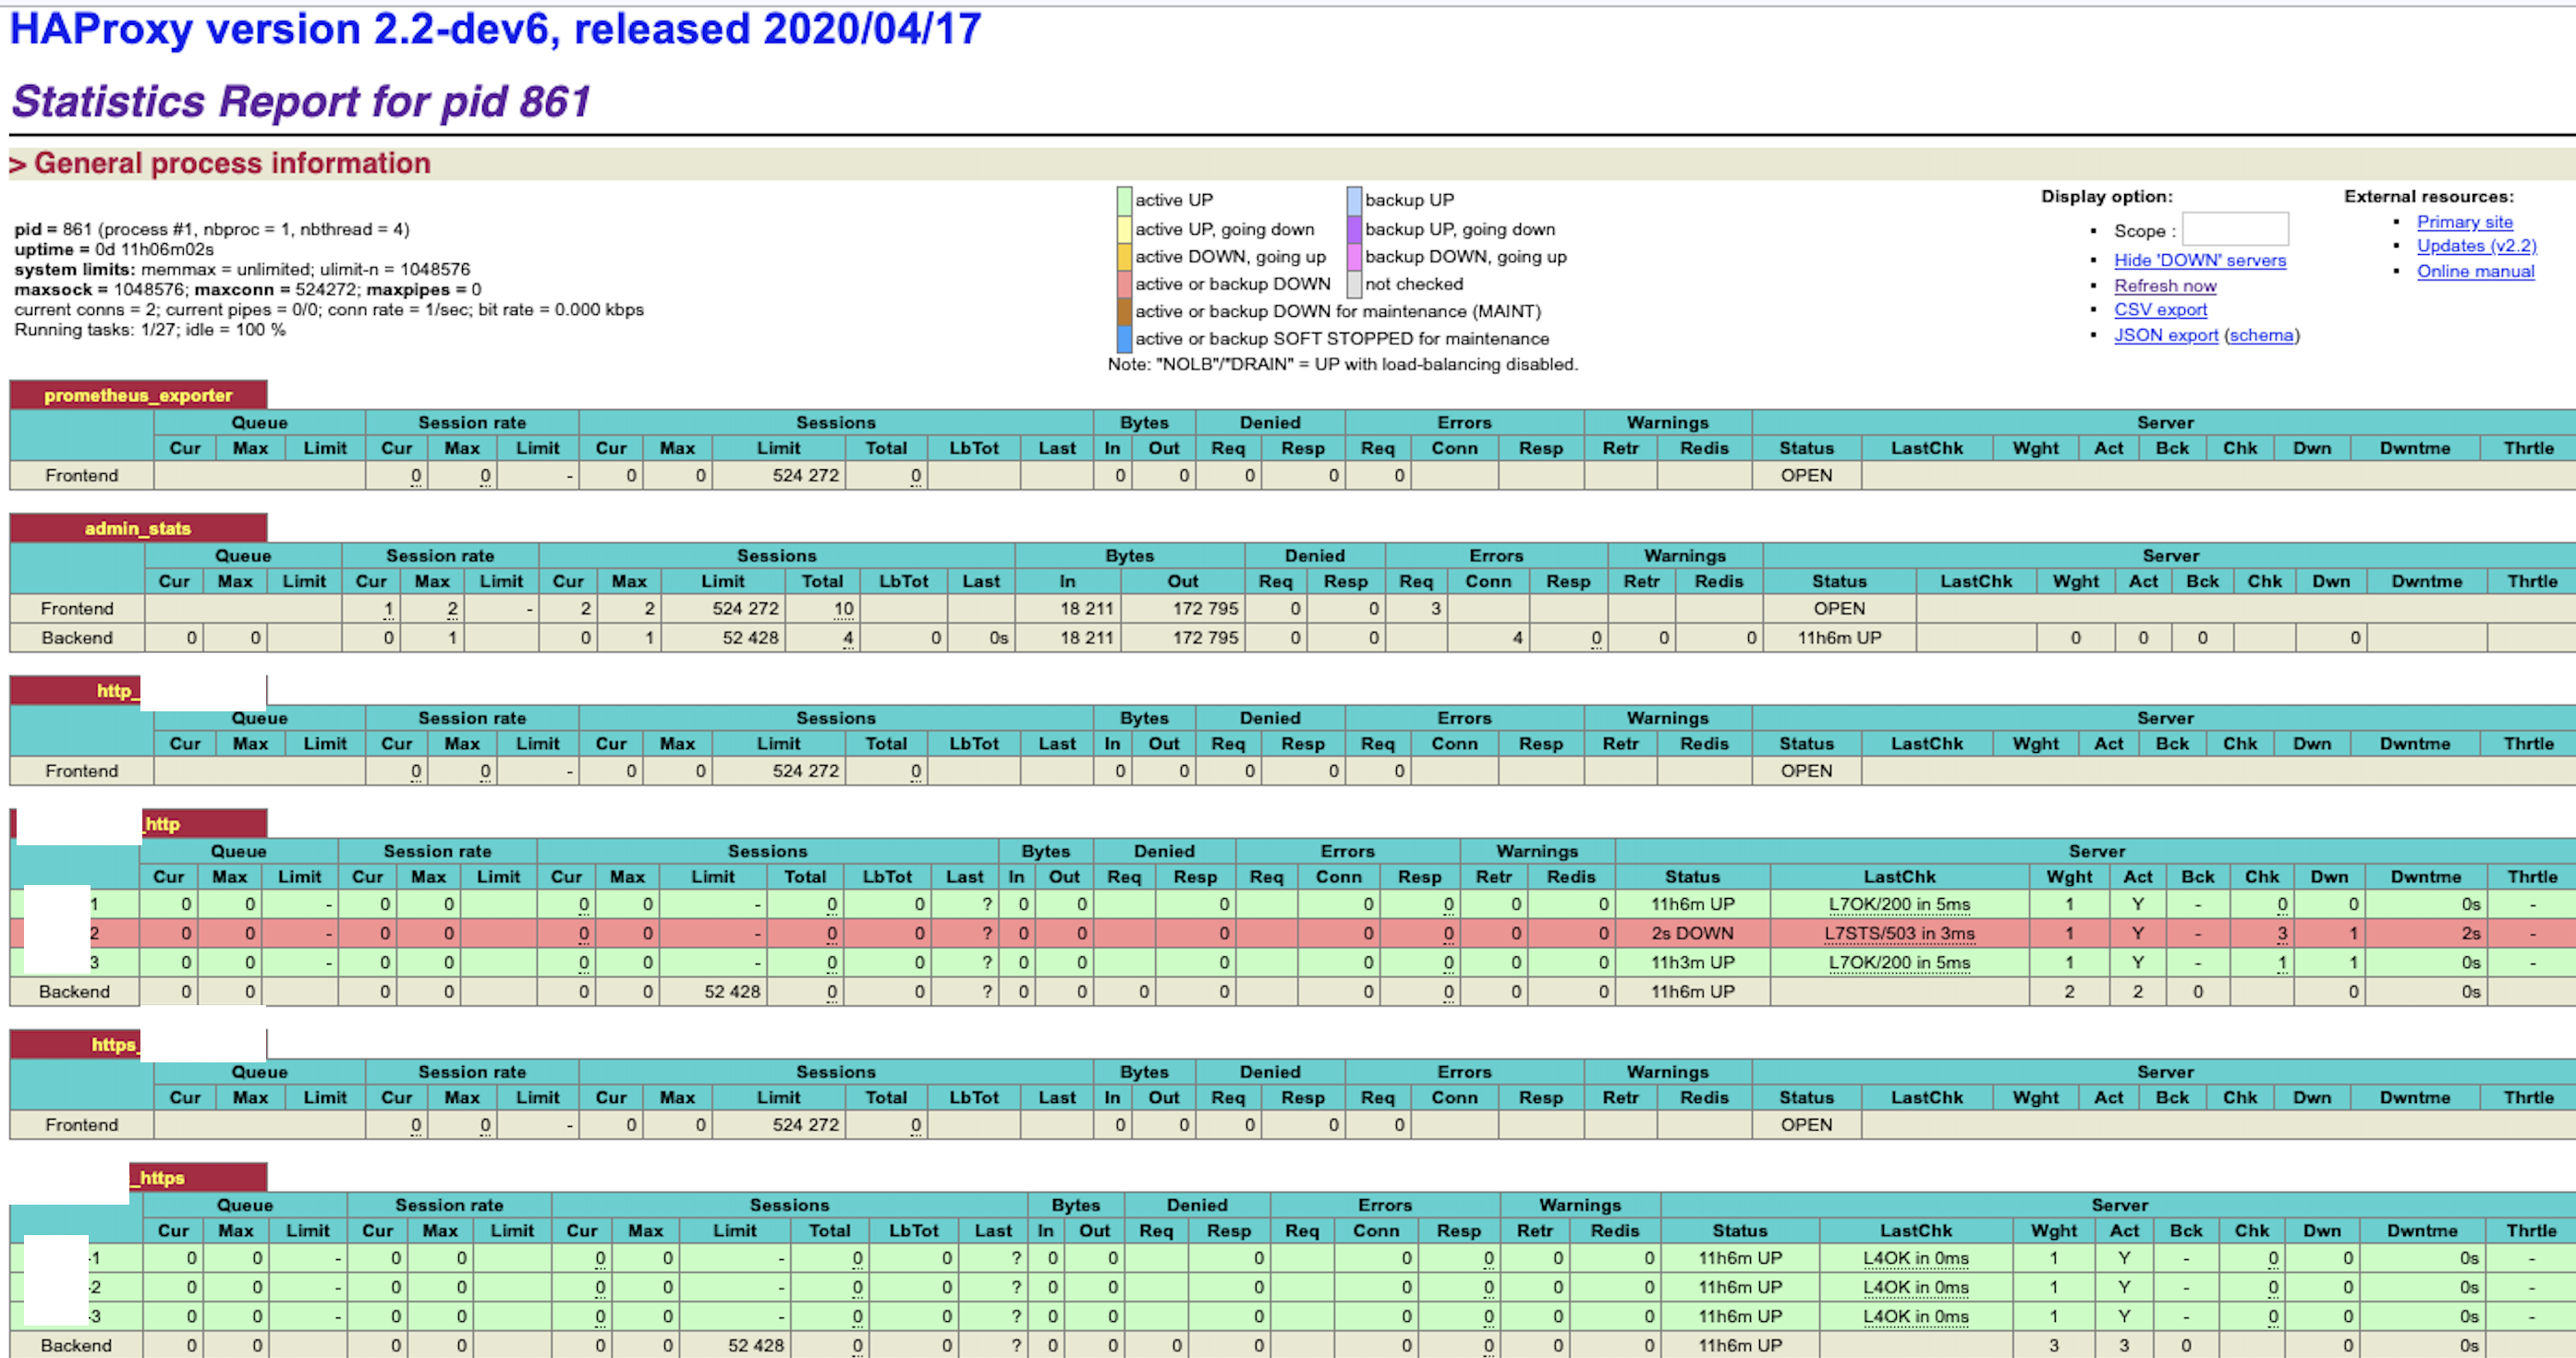 HAProxy version 2.2-dev6, released 2020/04/17
Statistics Report for pid 861
> General process information
pid = 861 (process #1, nbproc = 1, nbthread = 4)
uptime = 0d 11h06m02s
system limits: memmax = unlimited; ulimit-n = 1048576
maxsock = 1048576; maxconn = 524272; maxpipes = 0
current conns = 2; current pipes = 0/0; conn rate = 1/sec; bit rate = 0.000 kbps
Running tasks: 1/27; idle = 100 %
active UP backup UP
active UP, going down backup UP, going down
active DOWN, going up backup DOWN, going up
active or backup DOWN not checked
active or backup DOWN for maintenance (MAINT)
active or backup SOFT STOPPED for maintenance
Note: "NOLB"/"DRAIN" = UP with load-balancing disabled.
Display option:
Scope :
Hide 'DOWN' servers
Refresh now
CSV export
JSON export (schema)
External resources:
Primary site
Updates (v2.2)
Online manual
prometheus_exporter
Queue Session rate Sessions Bytes Denied Errors Warnings Server
Cur Max Limit Cur Max Limit Cur Max Limit Total LbTot Last In Out Req Resp Req Conn Resp Retr Redis Status LastChk Wght Act Bck Chk Dwn Dwntme Thrtle
Frontend 0 0 - 0 0 524 272 0 0 0 0 0 0 OPEN
admin_stats
Queue Session rate Sessions Bytes Denied Errors Warnings Server
Cur Max Limit Cur Max Limit Cur Max Limit Total LbTot Last In Out Req Resp Req Conn Resp Retr Redis Status LastChk Wght Act Bck Chk Dwn Dwntme Thrtle
Frontend 1 2 - 2 2 524 272 10 18 211 172 795 0 0 3 OPEN
Backend 0 0 0 1 0 1 52 428 4 0 0s 18 211 172 795 0 0 4 0 0 0 11h6m UP 0 0 0 0
http_
Queue Session rate Sessions Bytes Denied Errors Warnings Server
Cur Max Limit Cur Max Limit Cur Max Limit Total LbTot Last In Out Req Resp Req Conn Resp Retr Redis Status LastChk Wght Act Bck Chk Dwn Dwntme Thrtle
Frontend 0 0 - 0 0 524 272 0 0 0 0 0 0 OPEN
_http
Queue Session rate Sessions Bytes Denied Errors Warnings Server
Cur Max Limit Cur Max Limit Cur Max Limit Total LbTot Last In Out Req Resp Req Conn Resp Retr Redis Status LastChk Wght Act Bck Chk Dwn Dwntme Thrtle
1 0 0 - 0 0 0 0 - 0 0 ? 0 0 0 0 0 0 0 11h6m UP L7OK/200 in 5ms 1 Y - 0 0 0s -
2 0 0 - 0 0 0 0 - 0 0 ? 0 0 0 0 0 0 0 2s DOWN L7STS/503 in 3ms 1 Y - 3 1 2s -
3 0 0 - 0 0 0 0 - 0 0 ? 0 0 0 0 0 0 0 11h3m UP L7OK/200 in 5ms 1 Y - 1 1 0s -
Backend 0 0 0 0 0 0 52 428 0 0 ? 0 0 0 0 0 0 0 0 11h6m UP 2 2 0 0 0s
https_
Queue Session rate Sessions Bytes Denied Errors Warnings Server
Cur Max Limit Cur Max Limit Cur Max Limit Total LbTot Last In Out Req Resp Req Conn Resp Retr Redis Status LastChk Wght Act Bck Chk Dwn Dwntme Thrtle
Frontend 0 0 - 0 0 524 272 0 0 0 0 0 0 OPEN
_https
Queue Session rate Sessions Bytes Denied Errors Warnings Server
Cur Max Limit Cur Max Limit Cur Max Limit Total LbTot Last In Out Req Resp Req Conn Resp Retr Redis Status LastChk Wght Act Bck Chk Dwn Dwntme Thrtle
-1 0 0 - 0 0 0 0 - 0 0 ? 0 0 0 0 0 0 0 11h6m UP L4OK in 0ms 1 Y - 0 0 0s -
-2 0 0 - 0 0 0 0 - 0 0 ? 0 0 0 0 0 0 0 11h6m UP L4OK in 0ms 1 Y - 0 0 0s -
-3 0 0 - 0 0 0 0 - 0 0 ? 0 0 0 0 0 0 0 11h6m UP L4OK in 0ms 1 Y - 0 0 0s -
Backend 0 0 0 0 0 0 52 428 0 0 ? 0 0 0 0 0 0 0 0 11h6m UP 3 3 0 0 0s